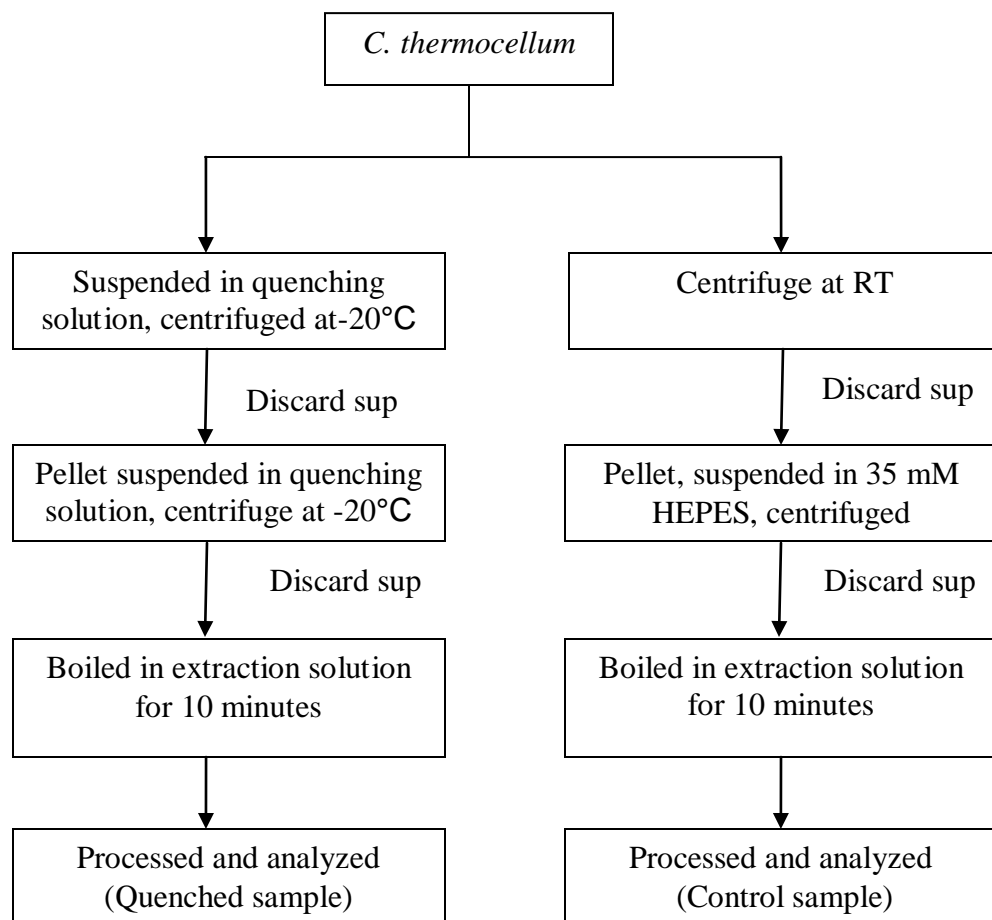 C. thermocellum
Suspended in quenching
solution, centrifuged at-20°C
Centrifuge at RT
Discard sup
Discard sup
Pellet suspended in quenching
solution, centrifuge at -20°C
Pellet, suspended in 35 mM
HEPES, centrifuged
Discard sup
Discard sup
Boiled in extraction solution
for 10 minutes
Boiled in extraction solution
for 10 minutes
Processed and analyzed
(Quenched sample)
Processed and analyzed
(Control sample)